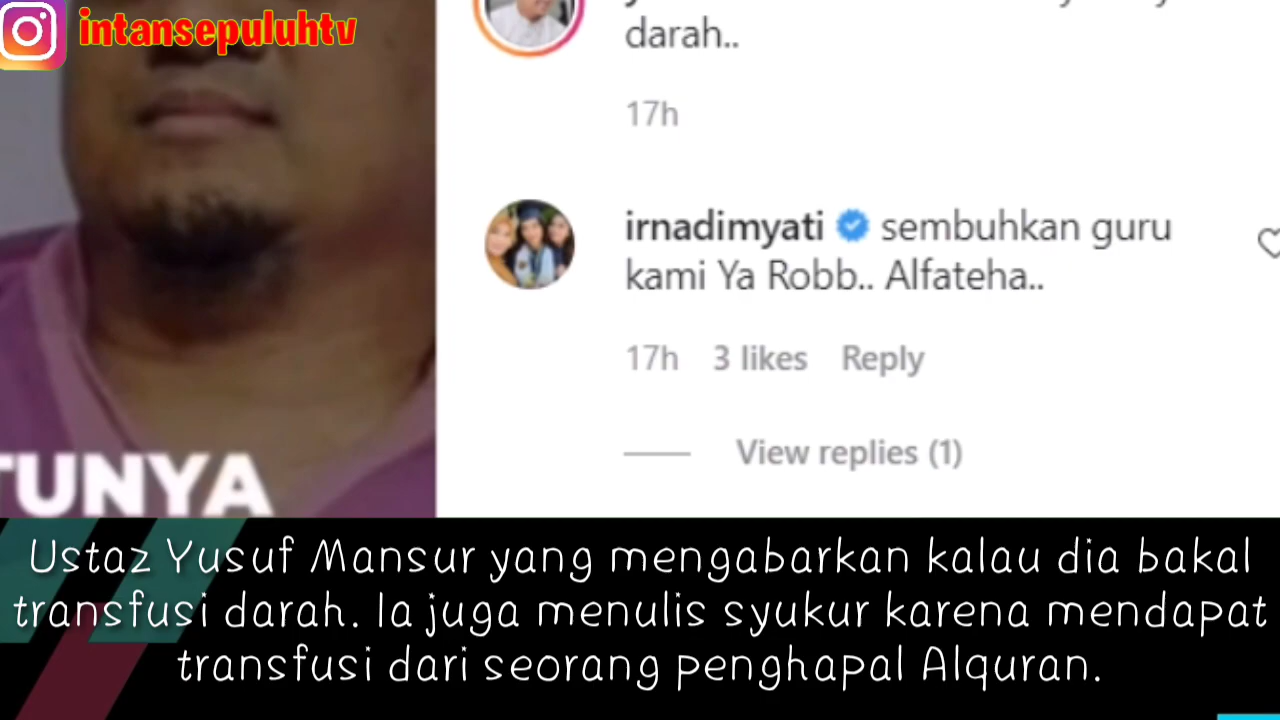 intansepuluhtv
darah..
17h
irnadimyati sembuhkan guru
kami Ya Robb.. Alfateha..
17h 3 likes Reply
View replies (1)
TUNYA
Ustaz Yusuf Mansur yang mengabarkan kalau dia bakal
transfusi darah. Ia juga menulis syukur karena mendapat
transfusi dari seorang penghapal Alquran.